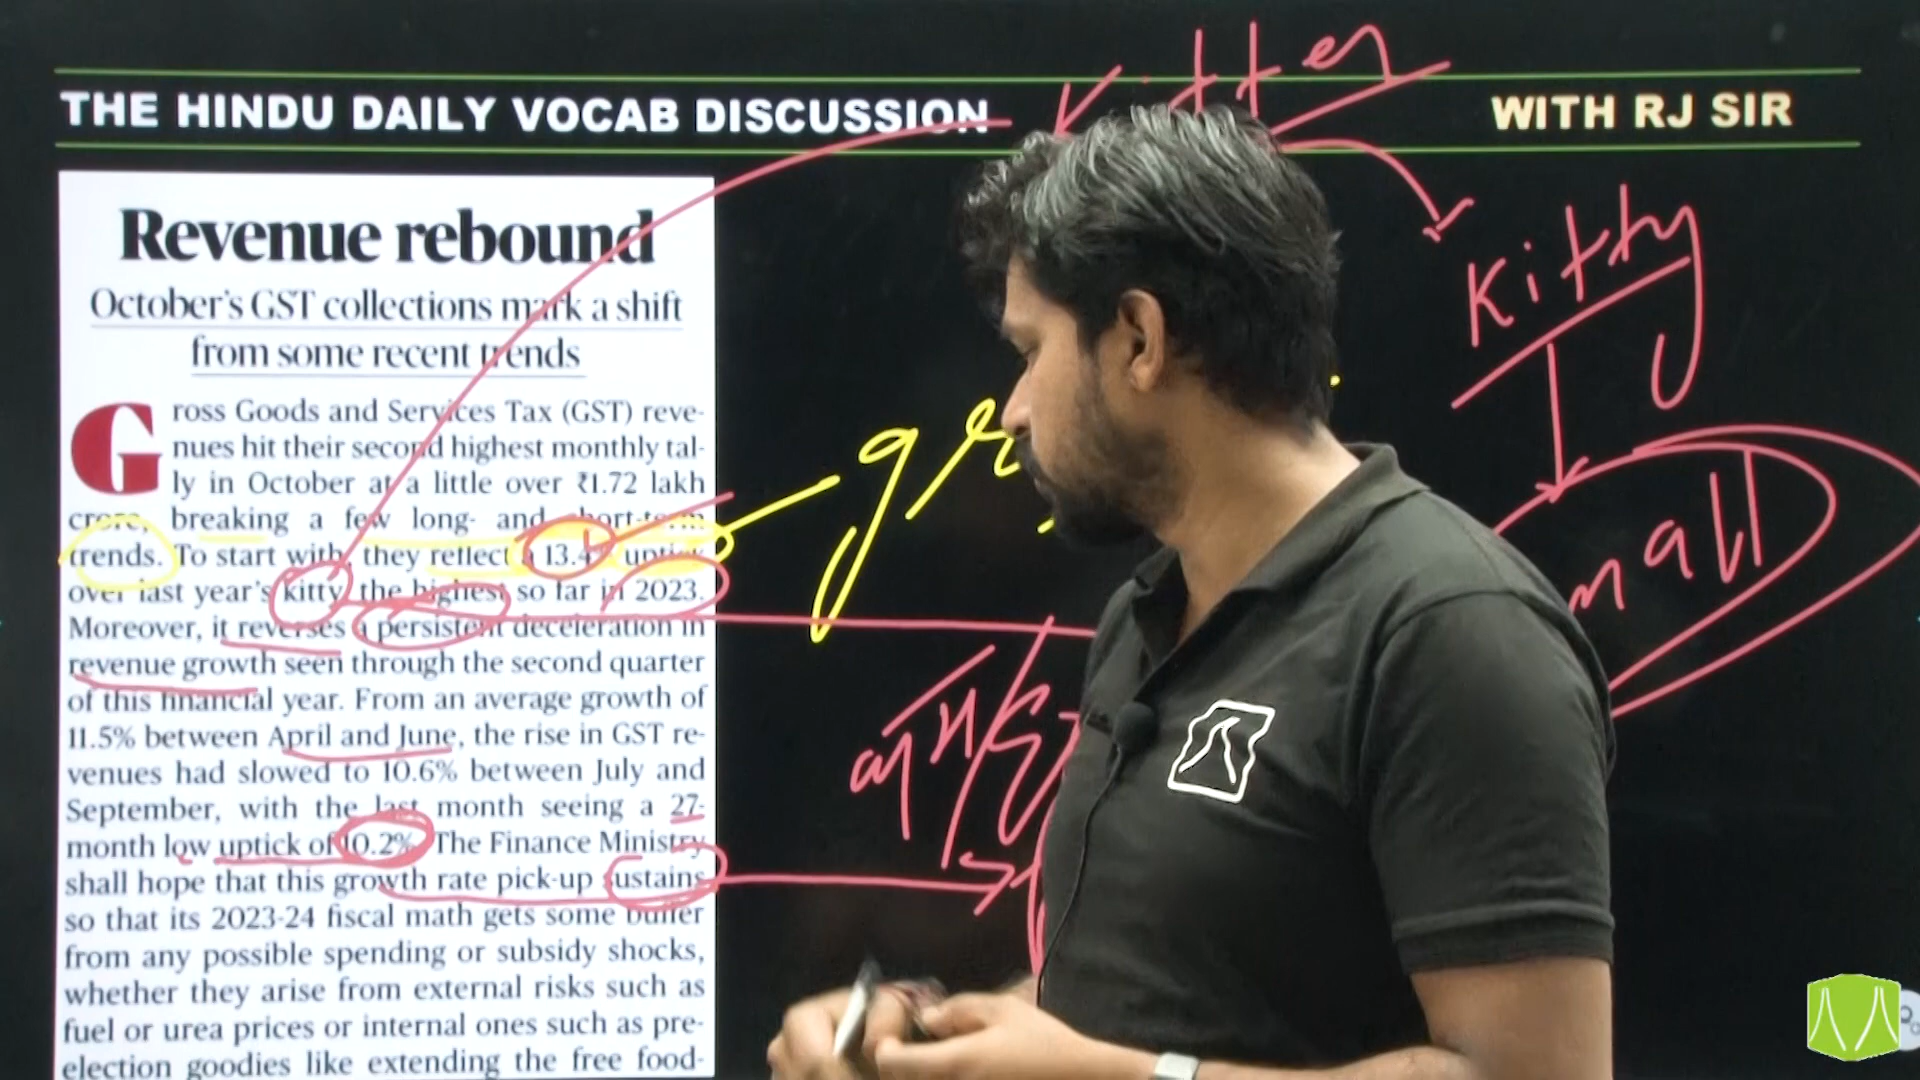 THE HINDU DAILY VOCAB DISCUSSION
WITH RJ SIR
Kitten
Kitty
Revenue rebound
October's GST collections mark a shift
from some recent trends
Gross Goods and Services Tax (GST) reve-
nues hit their second highest monthly tal-
ly in October at a little over ₹1.72 lakh
crore, breaking a few long- and short-term
trends. To start with, they reflect a 13.4% uptick
over last year's kitty, the highest so far in 2023.
Moreover, it reverses a persistent deceleration in
revenue growth seen through the second quarter
of this financial year. From an average growth of
11.5% between April and June, the rise in GST re-
venues had slowed to 10.6% between July and
September, with the last month seeing a 27-
month low uptick of 10.2%. The Finance Ministry
shall hope that this growth rate pick-up sustains
so that its 2023-24 fiscal math gets some buffer
from any possible spending or subsidy shocks,
whether they arise from external risks such as
fuel or urea prices or internal ones such as pre-
election goodies like extending the free food-
gr
mall